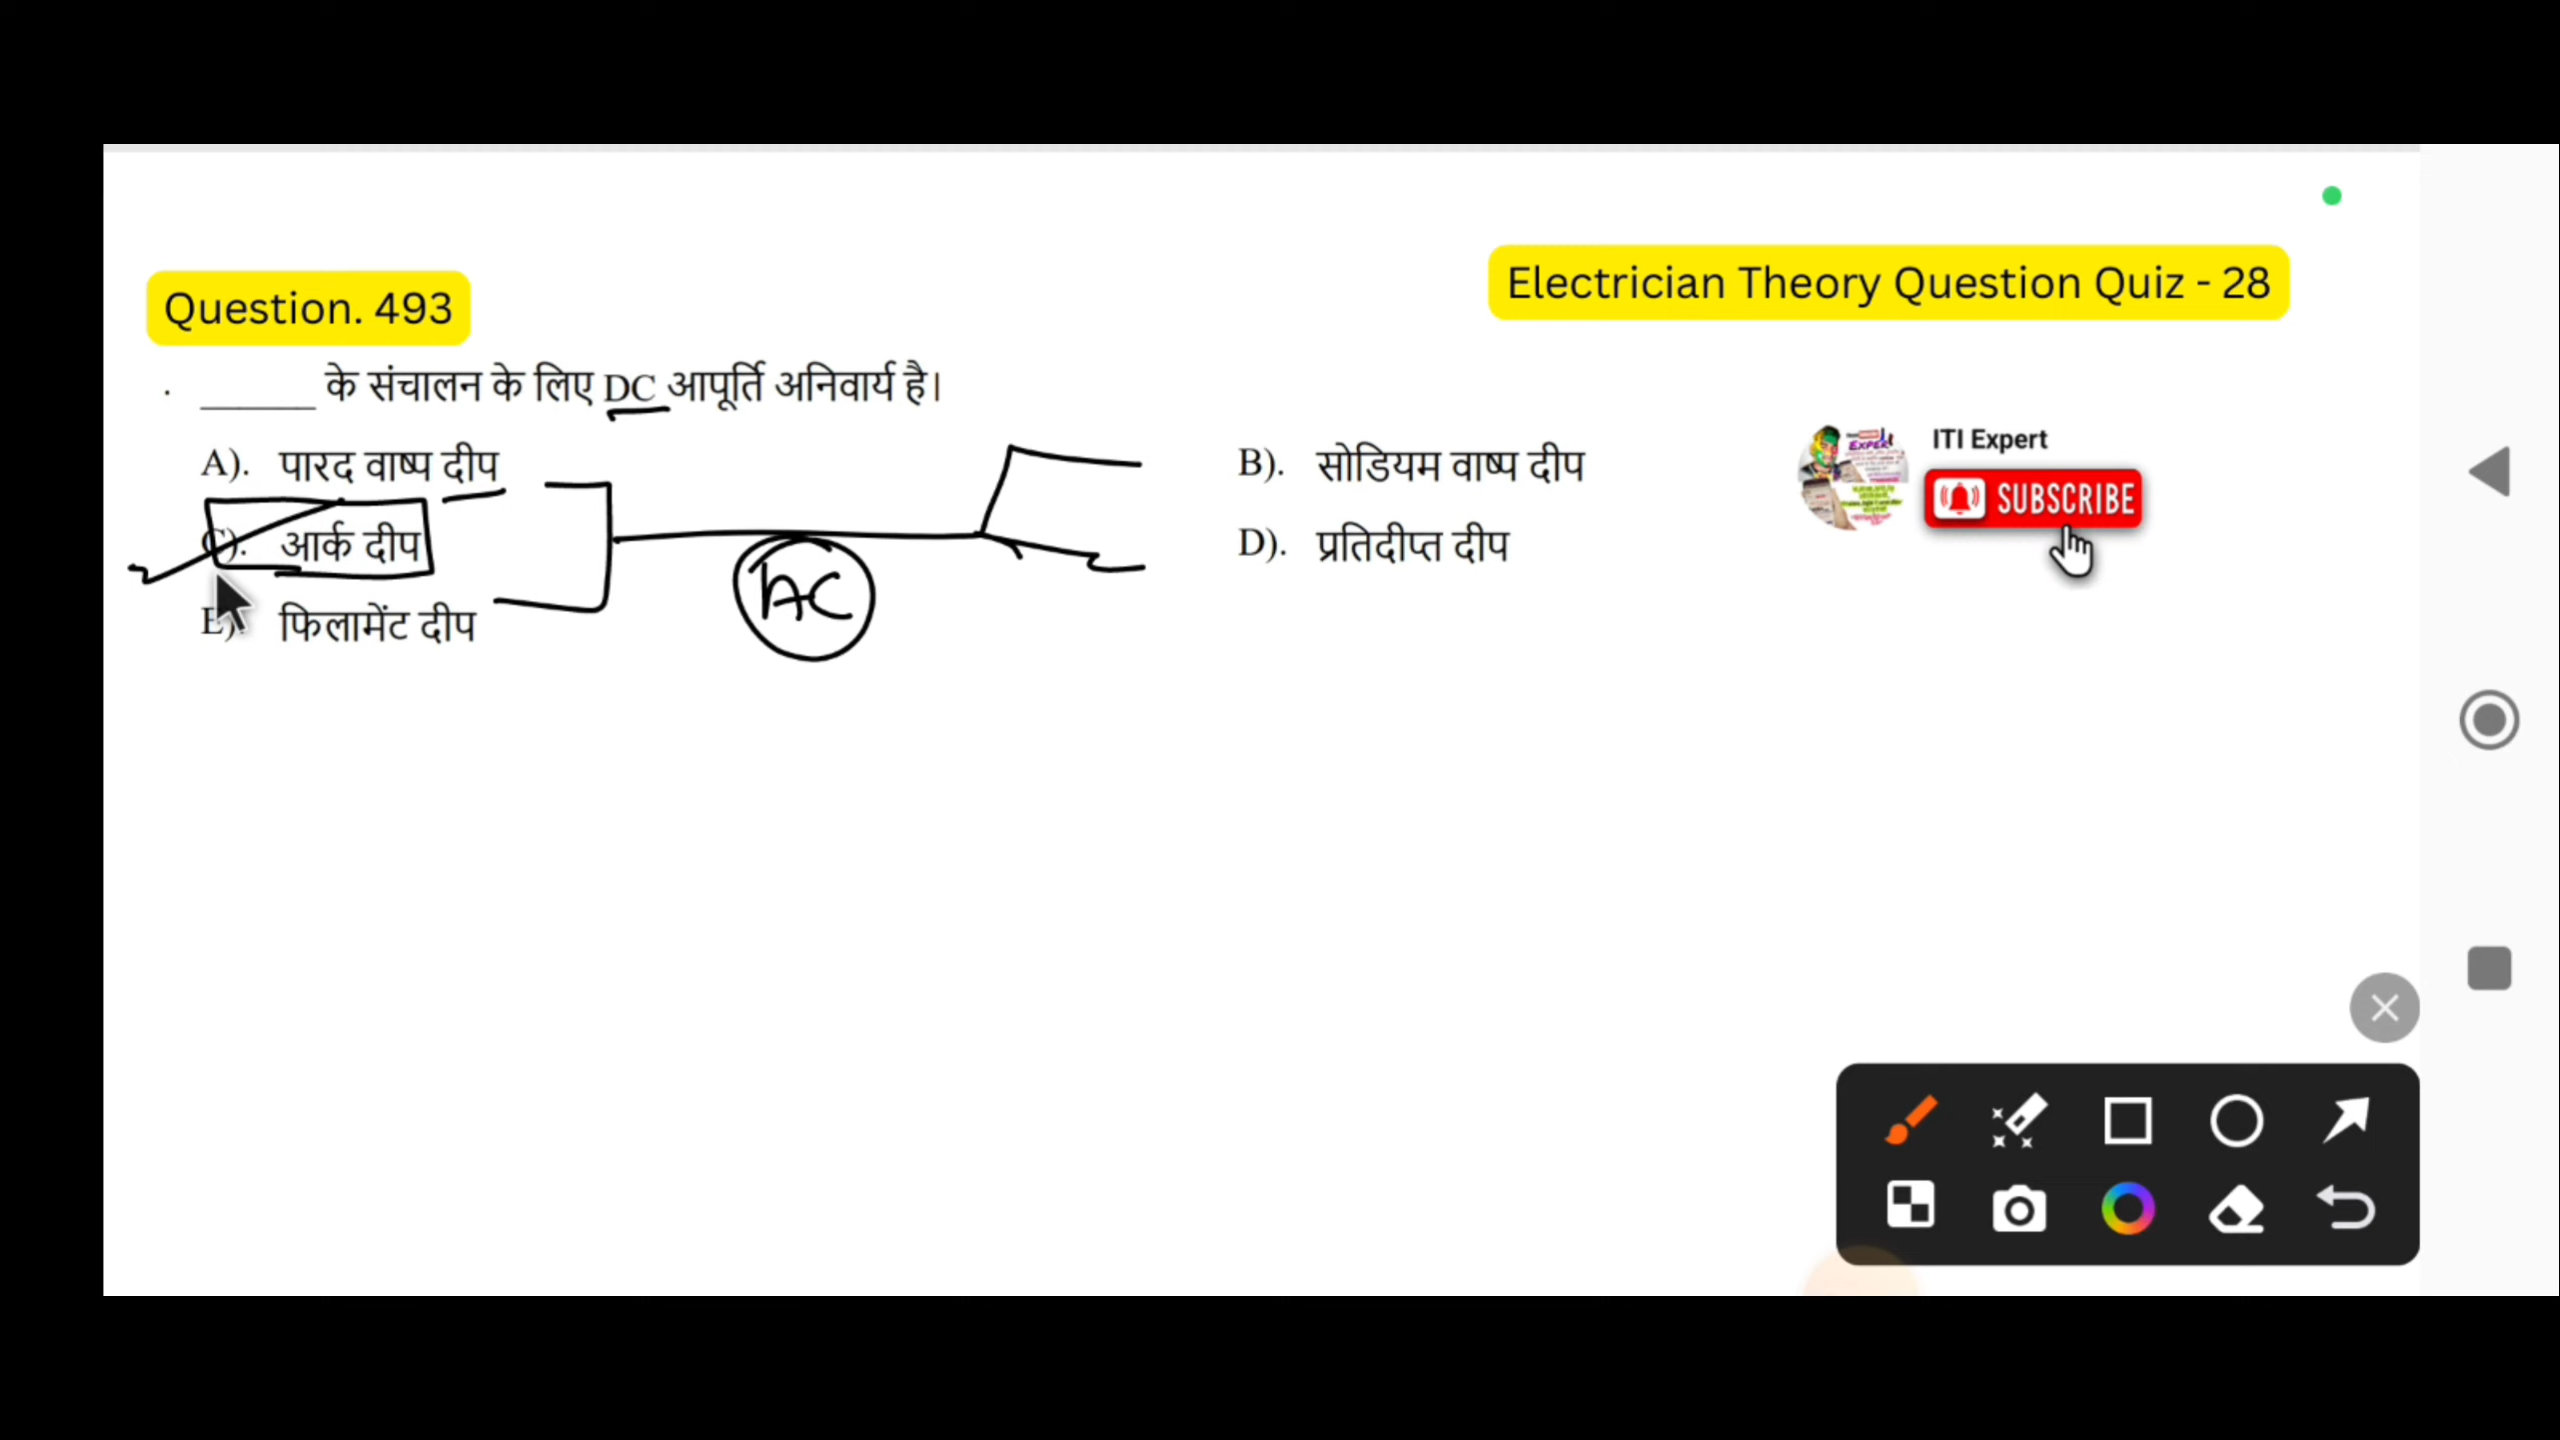 Electrician Theory Question Quiz - 28
Question. 493
. ______ के संचालन के लिए DC आपूर्ति अनिवार्य है।
A). पारद वाष्प दीप
B). सोडियम वाष्प दीप
C). आर्क दीप
D). प्रतिदीप्त दीप
E). फिलामेंट दीप
AC
ITI Expert
SUBSCRIBE